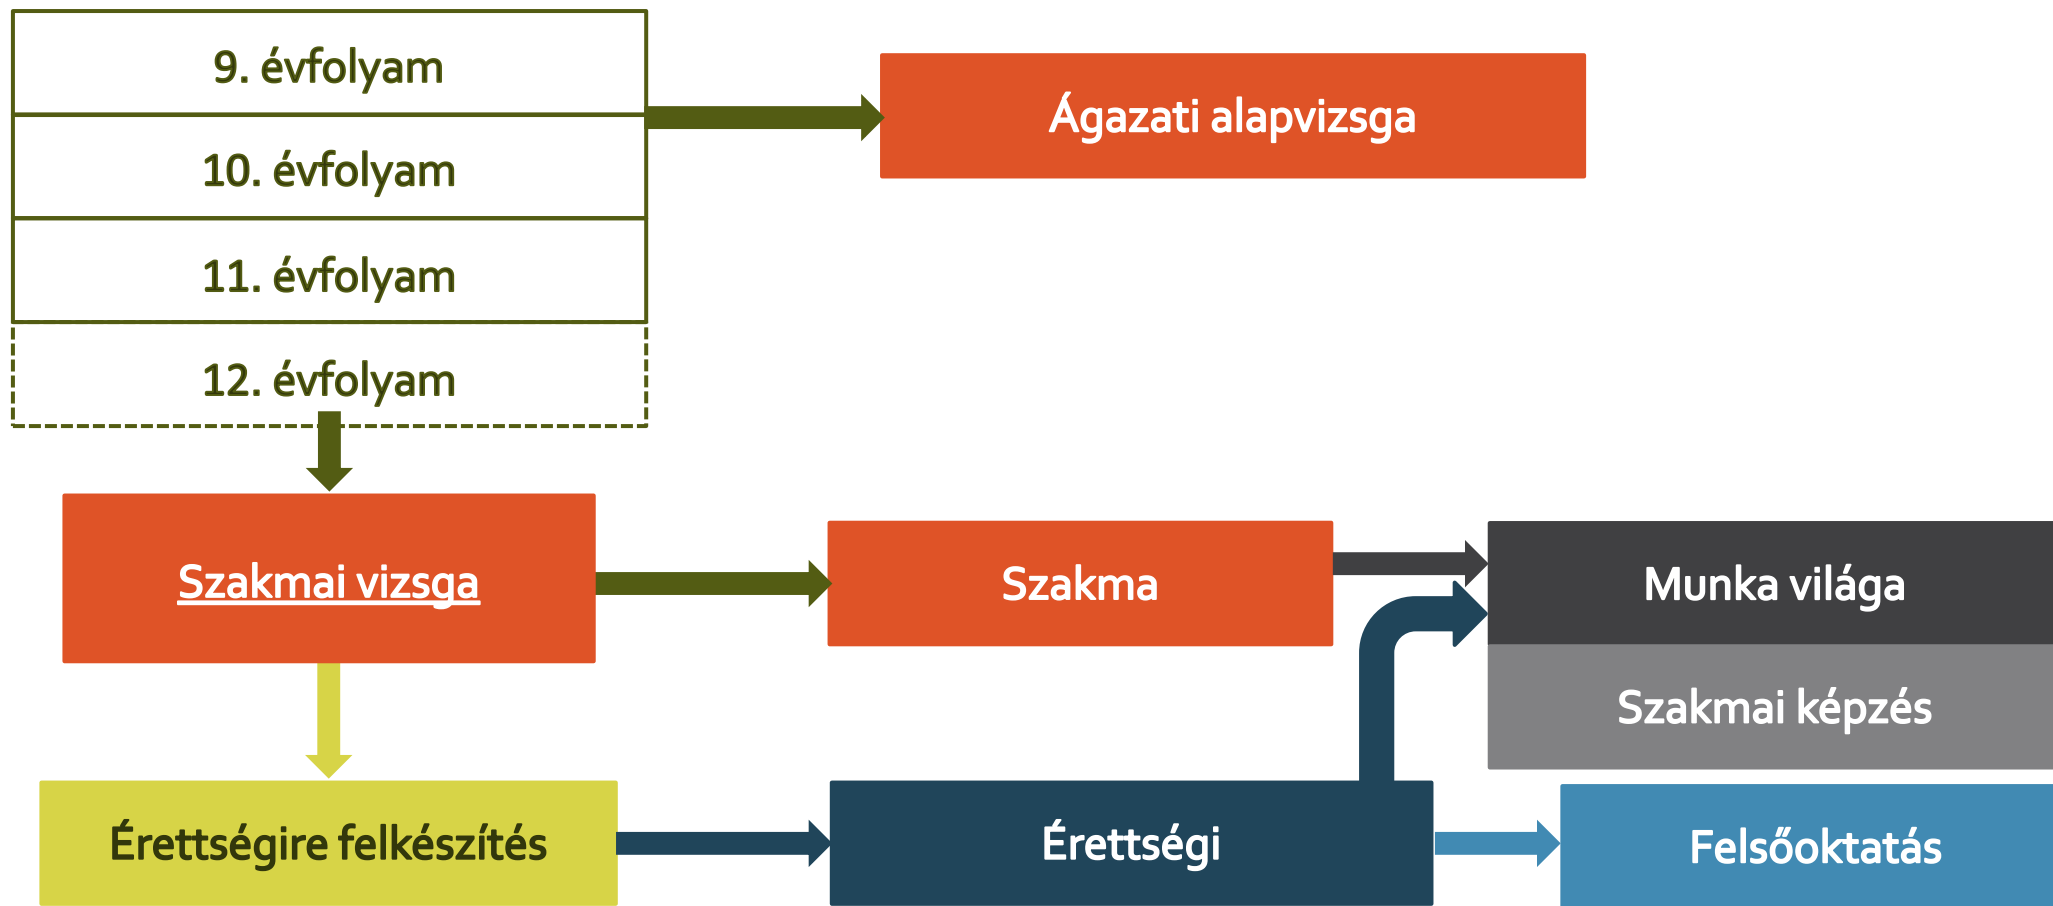 9. évfolyam
Ágazati alapvizsga
10. évfolyam
11. évfolyam
12. évfolyam
Szakmai vizsga
Szakma
Munka világa
Szakmai képzés
Érettségire felkészítés
Érettségi
Felsőoktatás